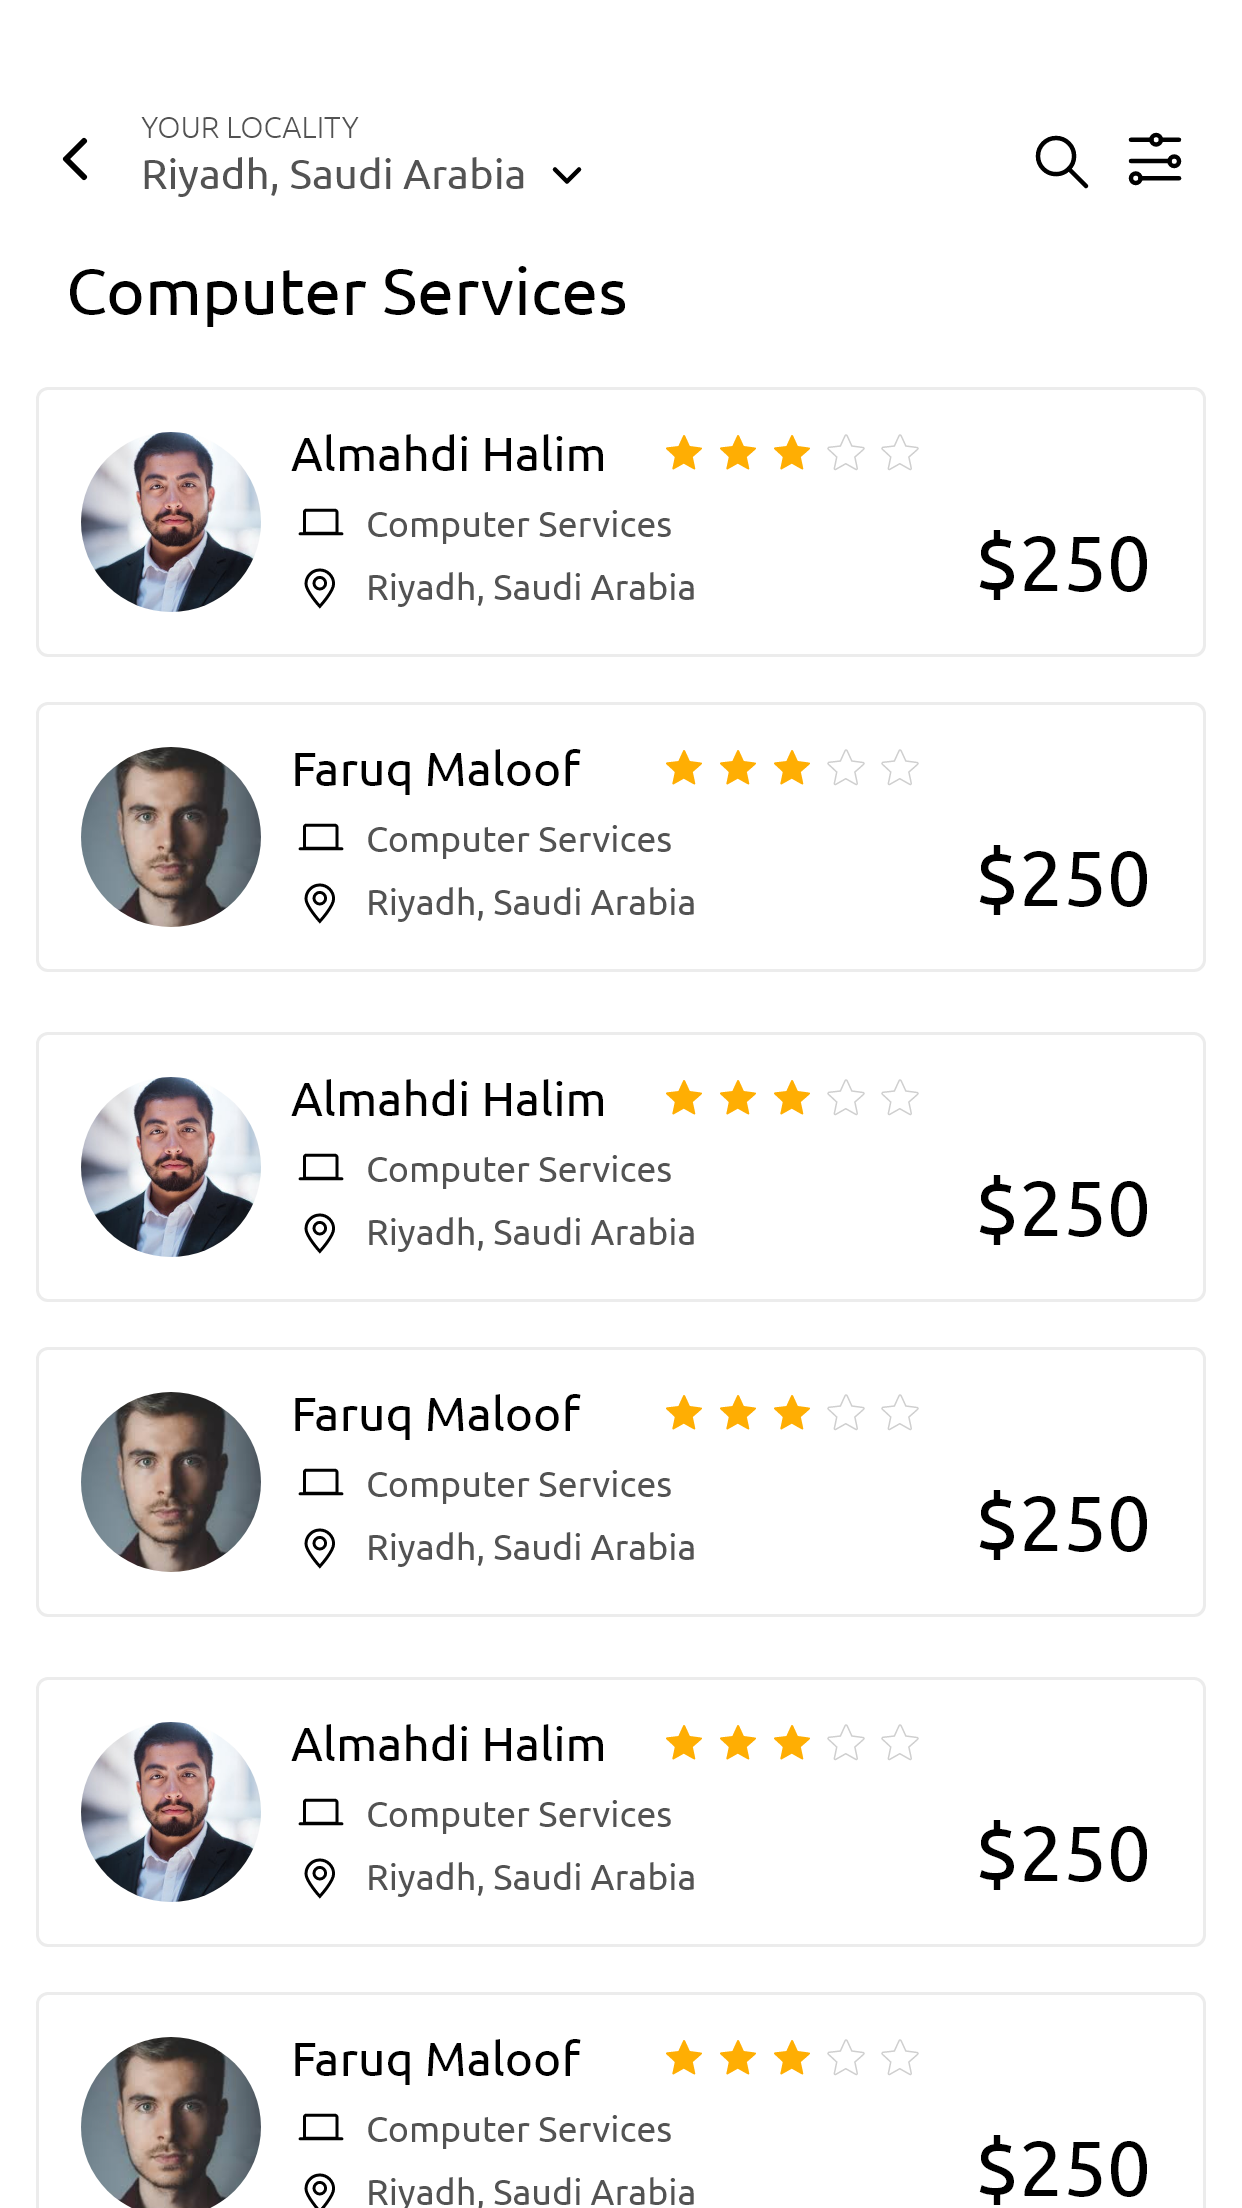 YOUR LOCALITY
Riyadh, Saudi Arabia
Computer Services
Almahdi Halim
Computer Services
Riyadh, Saudi Arabia
$250
Faruq Maloof
Computer Services
Riyadh, Saudi Arabia
$250
Almahdi Halim
Computer Services
Riyadh, Saudi Arabia
$250
Faruq Maloof
Computer Services
Riyadh, Saudi Arabia
$250
Almahdi Halim
Computer Services
Riyadh, Saudi Arabia
$250
Faruq Maloof
Computer Services
Riyadh, Saudi Arabia
$250